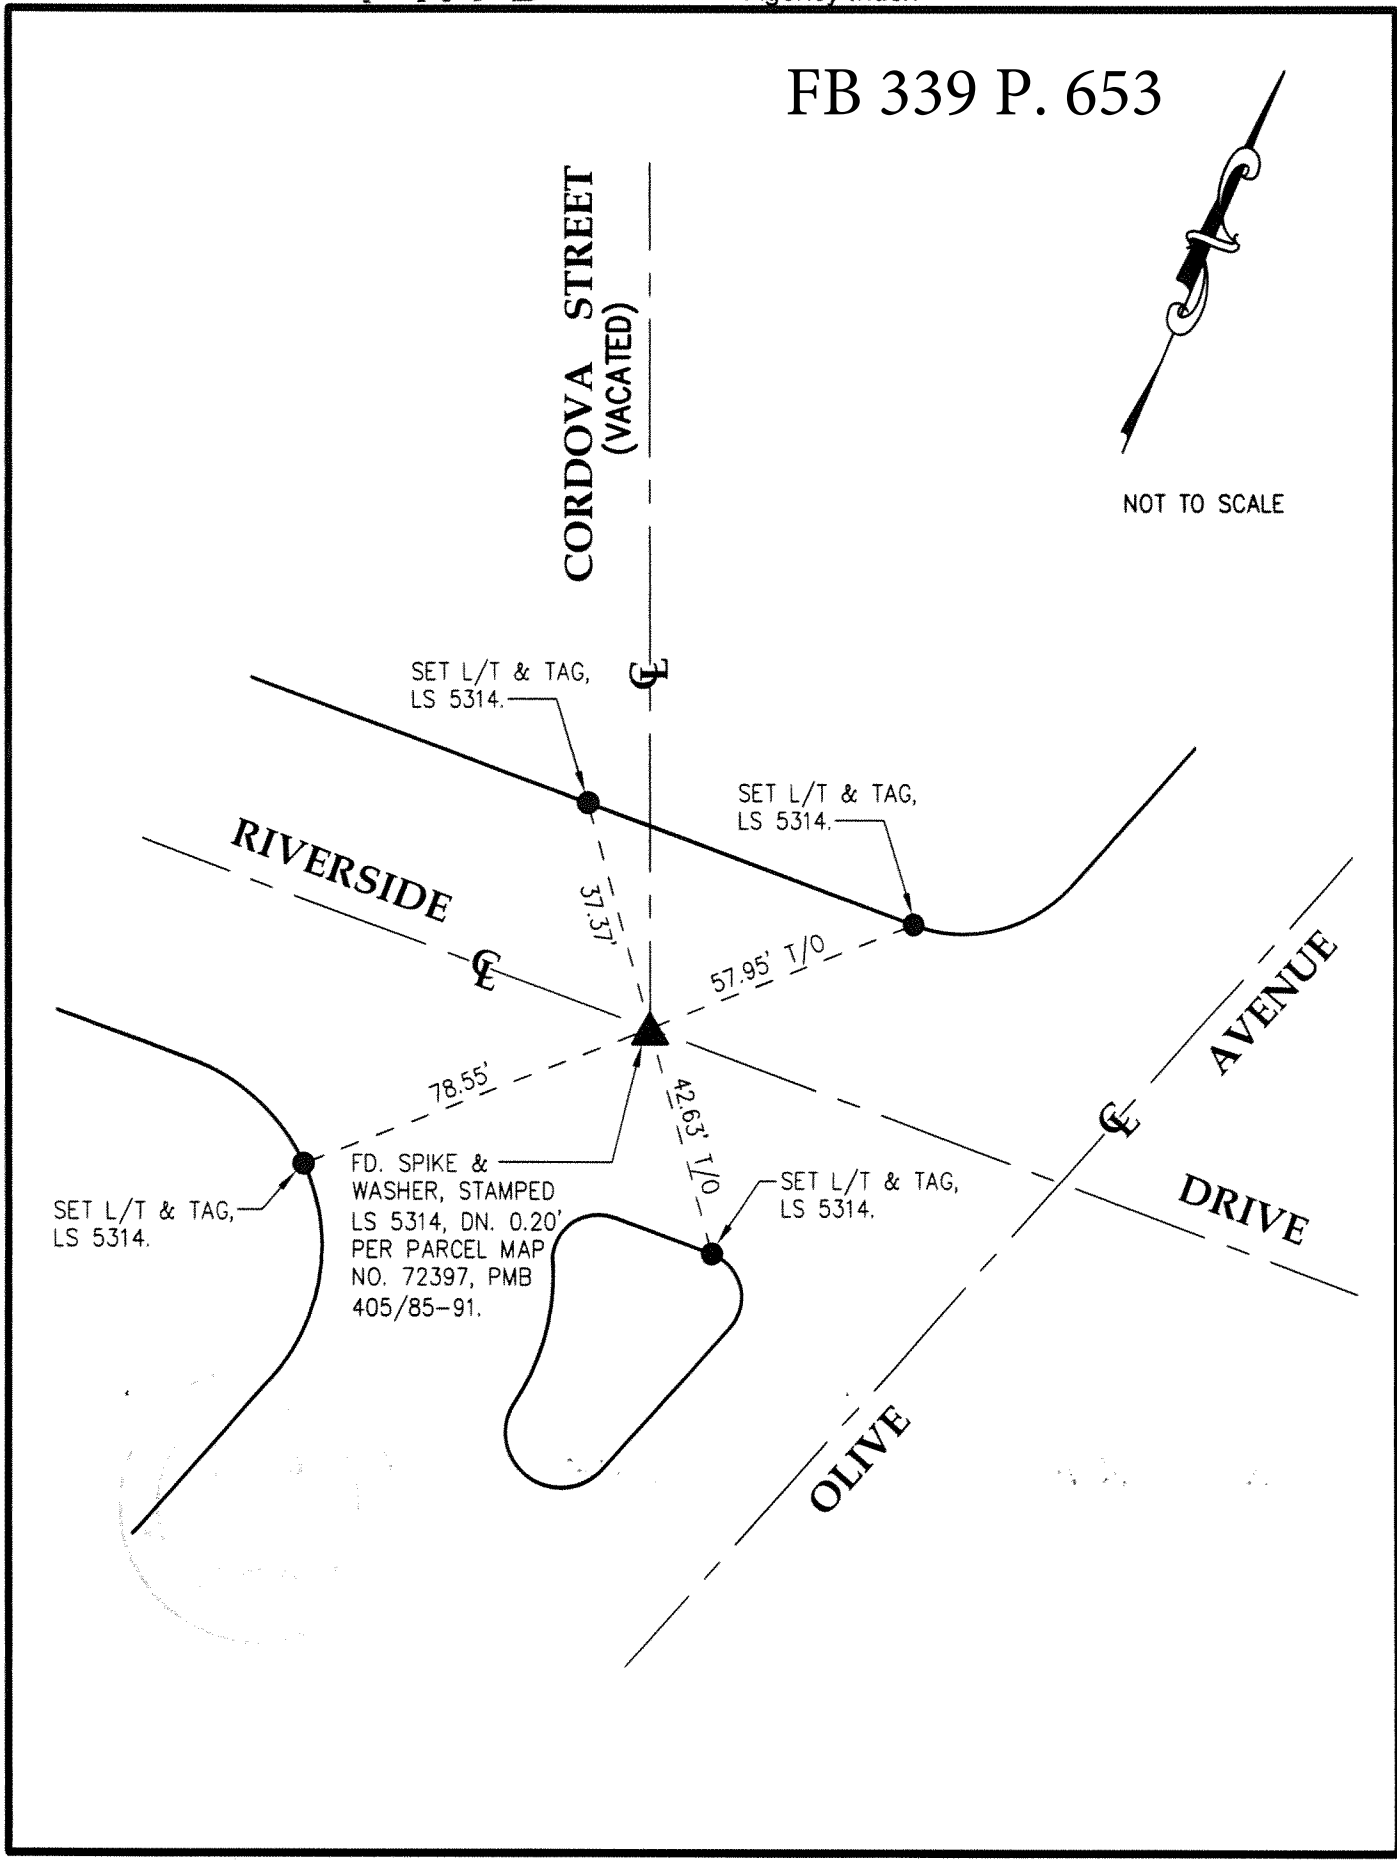 FB 339 P. 653
CORDOVA STREET
(VACATED)
NOT TO SCALE
SET L/T & TAG,
LS 5314.
SET L/T & TAG,
LS 5314.
RIVERSIDE
37.37'
57.95' T/O
AVENUE
78.55'
42.63' T/O
FD. SPIKE &
WASHER, STAMPED
LS 5314, DN. 0.20'
PER PARCEL MAP
NO. 72397, PMB
405/85-91.
SET L/T & TAG,
LS 5314.
SET L/T & TAG,
LS 5314.
DRIVE
OLIVE